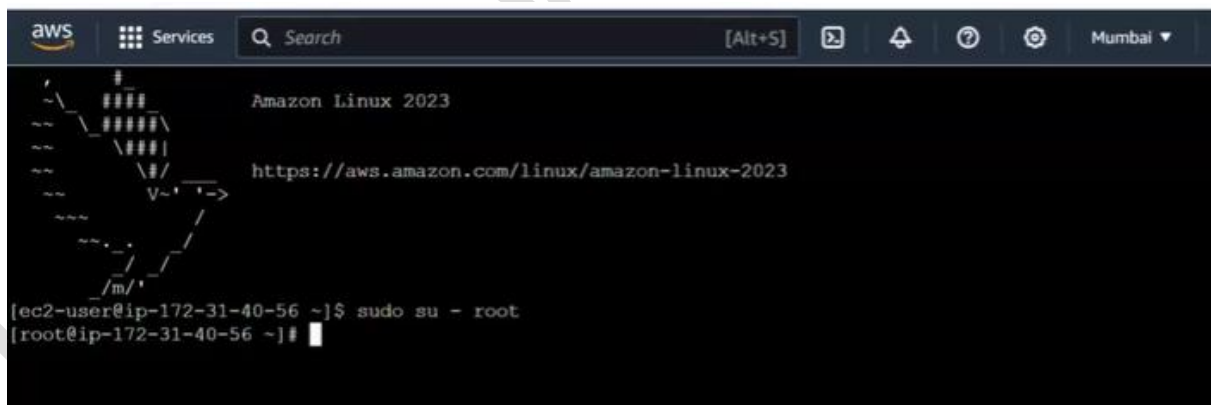 aws Services Search [Alt+S] Mumbai
   ,     #_
   ~\_  ####_        Amazon Linux 2023
  ~~  \_#####\
  ~~     \###|
  ~~       \#/ ___   https://aws.amazon.com/linux/amazon-linux-2023
   ~~       V~' '->
    ~~~         /
      ~~._.   _/
         _/ _/
       _/m/'
[ec2-user@ip-172-31-40-56 ~]$ sudo su - root
[root@ip-172-31-40-56 ~]#